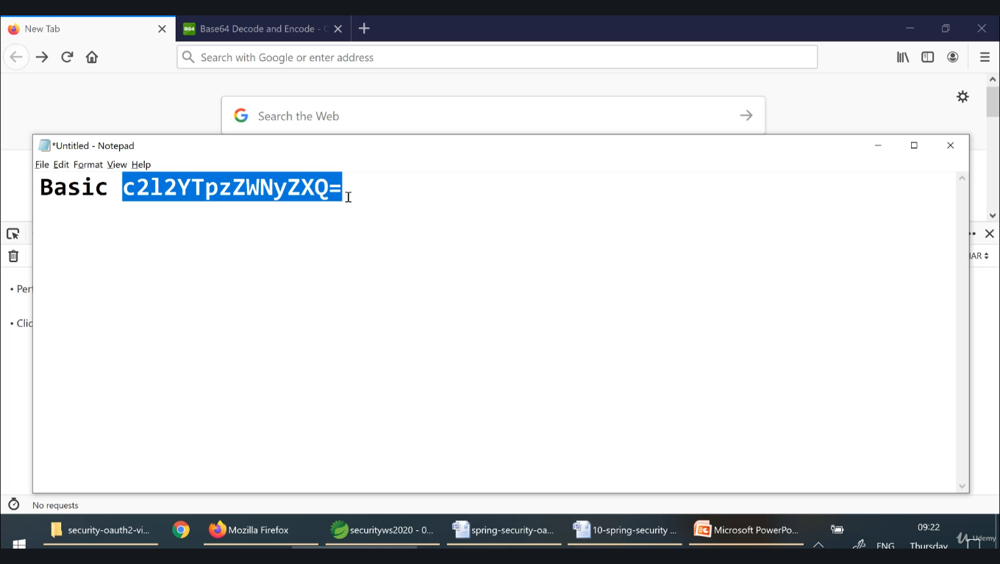 New Tab
Base64 Decode and Encode -
Search with Google or enter address
Search the Web
*Untitled - Notepad
File Edit Format View Help
Basic c2l2YTpzZWNyZXQ=
HAR
• Per
• Clic
No requests
security-oauth2-vi...
Mozilla Firefox
securityws2020 - 0...
spring-security-oa...
10-spring-security ...
Microsoft PowerPo...
09:22
ENG
Thursday
Udemy